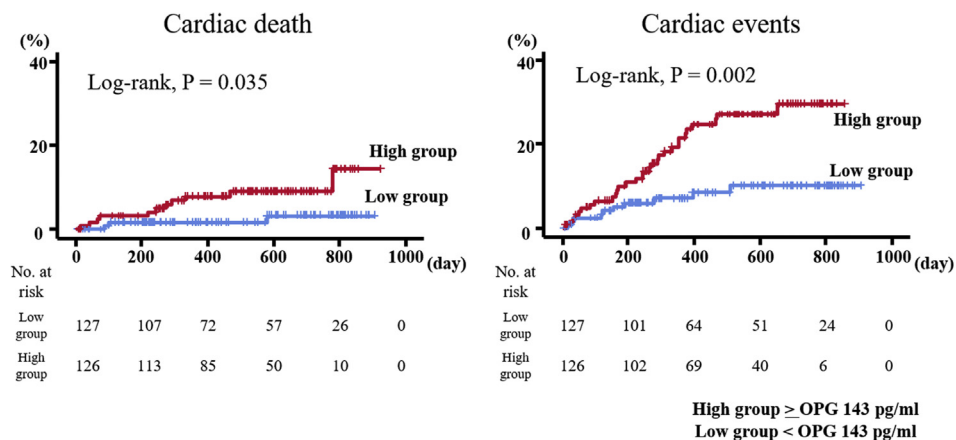 Cardiac death
(%)
40
Log-rank, P = 0.035
20
High group
Low group
0
0 200 400 600 800 1000 (day)
No. at
risk
Low
group
127 107 72 57 26 0
High
group
126 113 85 50 10 0
Cardiac events
(%)
40
Log-rank, P = 0.002
20
High group
Low group
0
0 200 400 600 800 1000 (day)
No. at
risk
Low
group
127 101 64 51 24 0
High
group
126 102 69 40 6 0
High group ≥ OPG 143 pg/ml
Low group < OPG 143 pg/ml